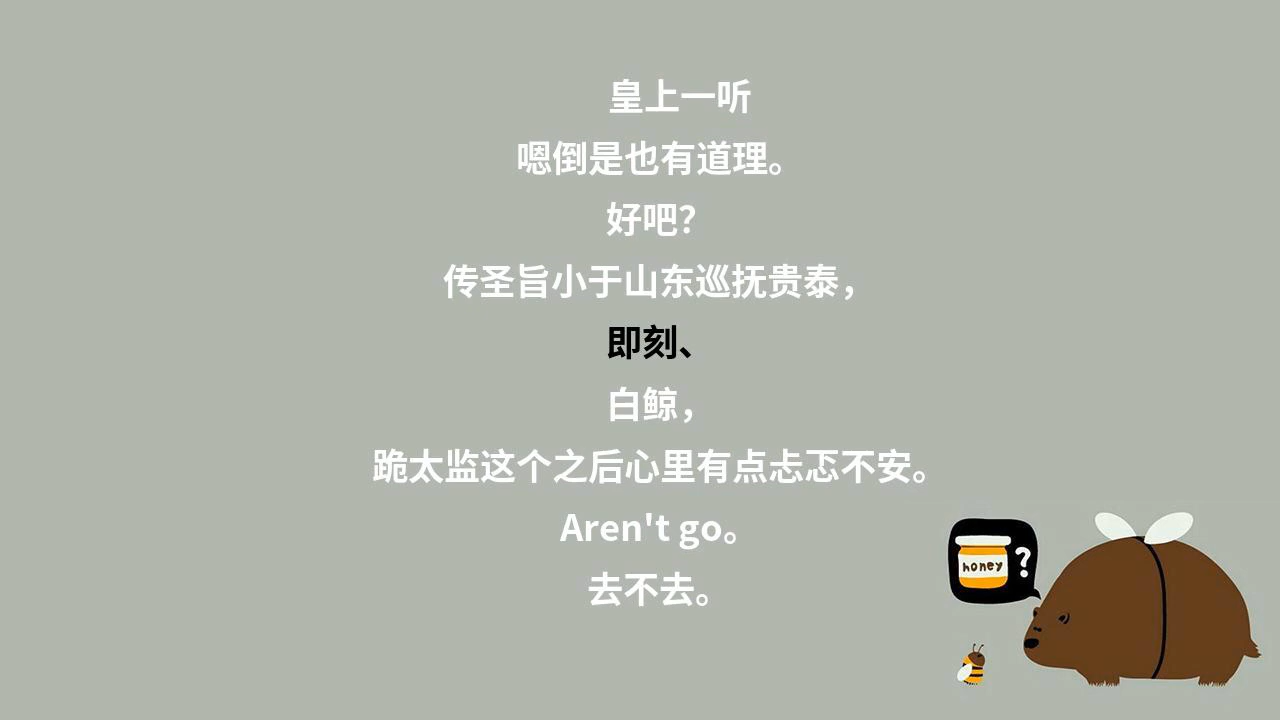 皇上一听
嗯倒是也有道理。
好吧？
传圣旨小于山东巡抚贵泰，
即刻、
白鲸，
跪太监这个之后心里有点忐忑不安。
Aren't go。
去不去。
honey
?